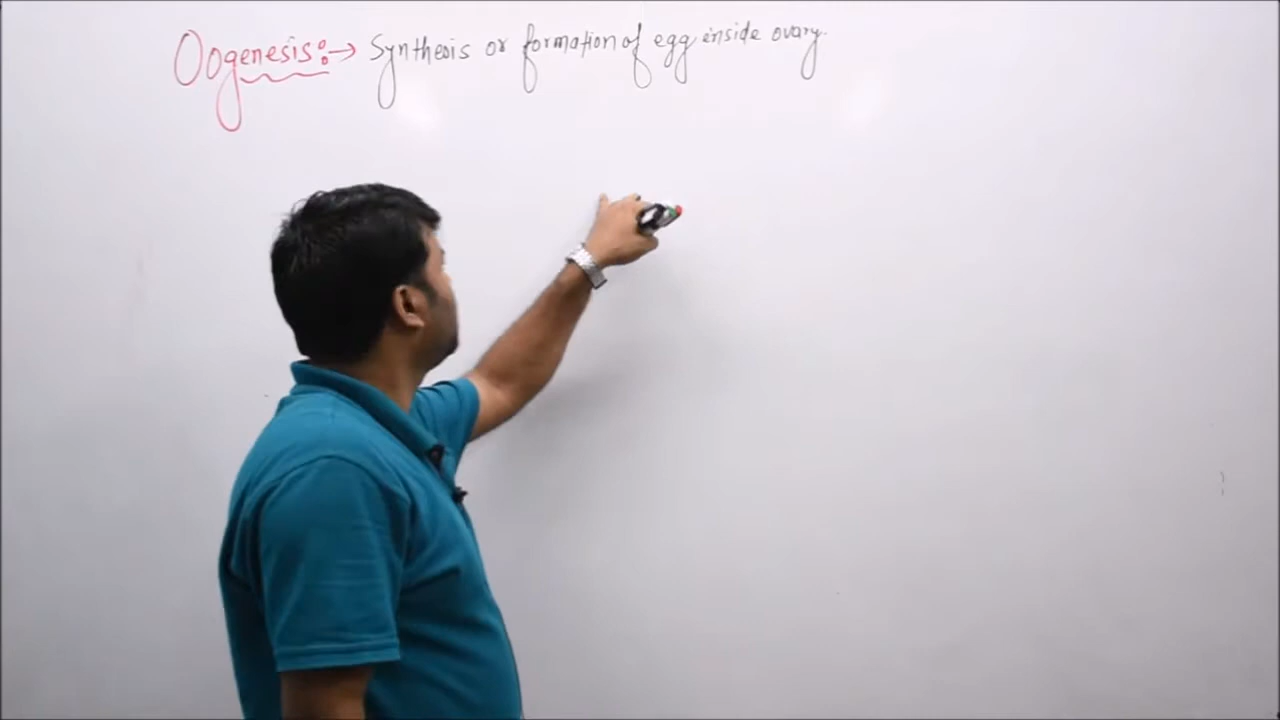 Oogenesis:→ Synthesis or formation of egg inside ovary.